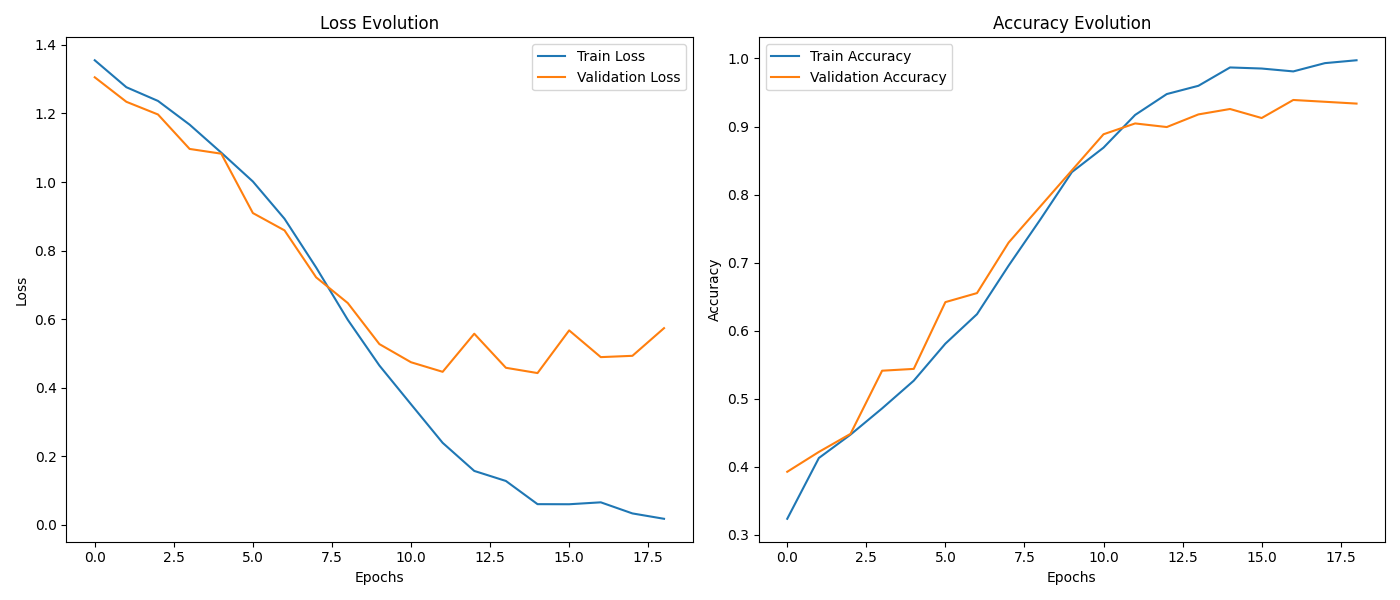 Loss Evolution
Train Loss
Validation Loss
1.4
1.2
1.0
0.8
0.6
0.4
0.2
0.0
Loss
0.0 2.5 5.0 7.5 10.0 12.5 15.0 17.5
Epochs
Accuracy Evolution
Train Accuracy
Validation Accuracy
1.0
0.9
0.8
0.7
0.6
0.5
0.4
0.3
Accuracy
0.0 2.5 5.0 7.5 10.0 12.5 15.0 17.5
Epochs